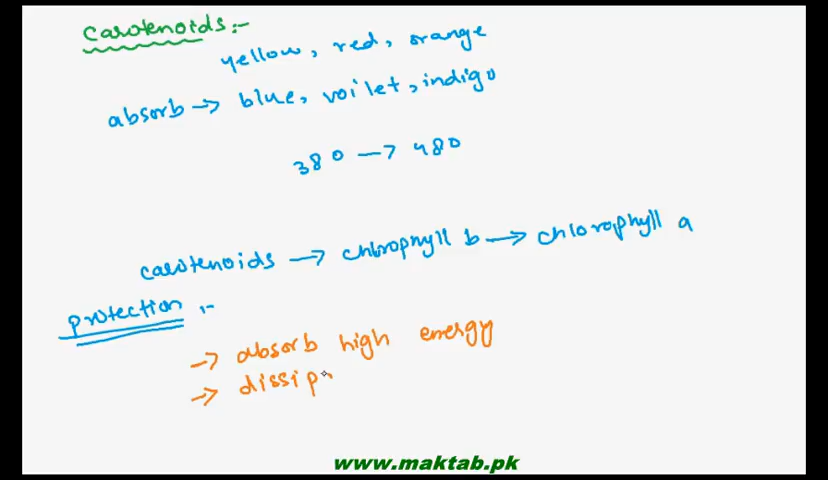 Carotenoids:-
yellow, red, orange
absorb → blue, voilet, indigo
380 → 480
carotenoids → chlrophyll b → chlorophyll a
protection :-
→ absorb high energy
→ dissip
www.maktab.pk